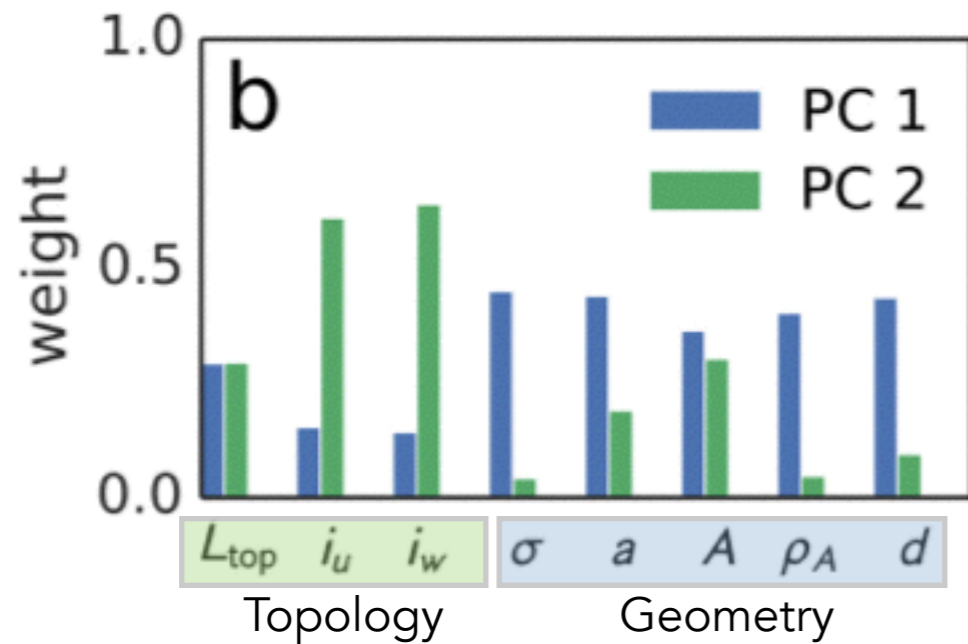 b
PC 1
PC 2
weight
1.0
0.5
0.0
L_top i_u i_w σ a A ρ_A d
Topology Geometry